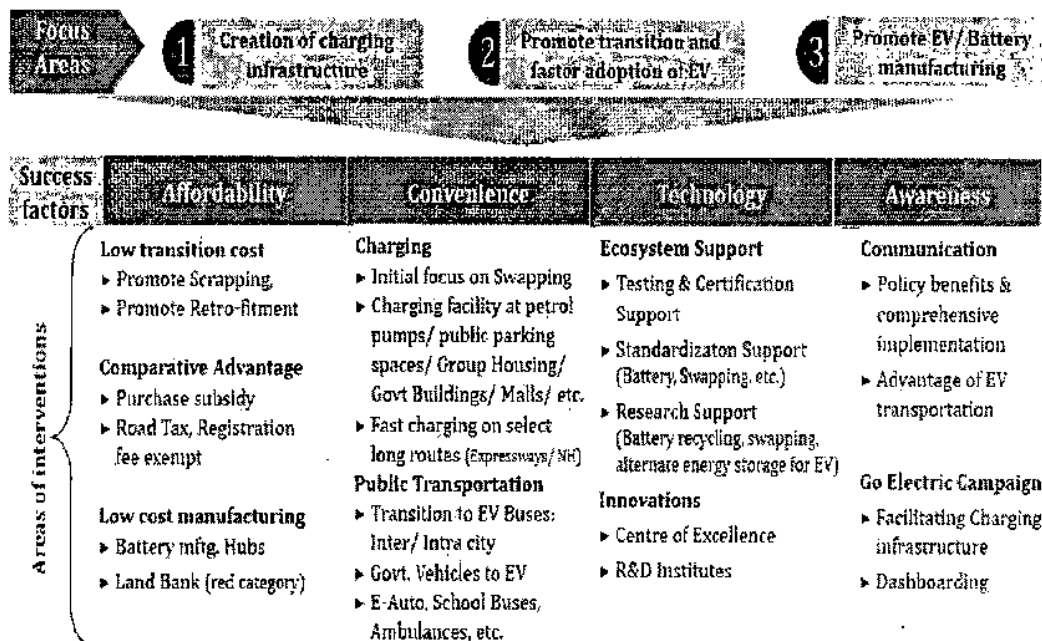 Focus
Areas
1
Creation of charging
infrastructure
2
Promote transition and
fastor adoption of EV
3
Promote EV/ Battery
manufacturing
Success
factors
Affordability
Convenience
Technology
Awareness
Areas of interventions
Low transition cost
▸ Promote Scrapping,
▸ Promote Retro-fitment
Comparative Advantage
▸ Purchase subsidy
▸ Road Tax, Registration
fee exempt
Low cost manufacturing
▸ Battery mftg. Hubs
▸ Land Bank (red category)
Charging
▸ Initial focus on Swapping
▸ Charging facility at petrol
pumps/ public parking
spaces/ Group Housing/
Govt Buildings/ Malls/ etc.
▸ Fast charging on select
long routes (Expressways/ NH)
Public Transportation
▸ Transition to EV Buses:
Inter/ Intra city
▸ Govt. Vehicles to EV
▸ E-Auto, School Buses,
Ambulances, etc.
Ecosystem Support
▸ Testing & Certification
Support
▸ Standardizaton Support
(Battery, Swapping, etc.)
▸ Research Support
(Battery recycling, swapping,
alternate energy storage for EV)
Innovations
▸ Centre of Excellence
▸ R&D Institutes
Communication
▸ Policy benefits &
comprehensive
implementation
▸ Advantage of EV
transportation
Go Electric Campaign
▸ Facilitating Charging
infrastructure
▸ Dashboarding